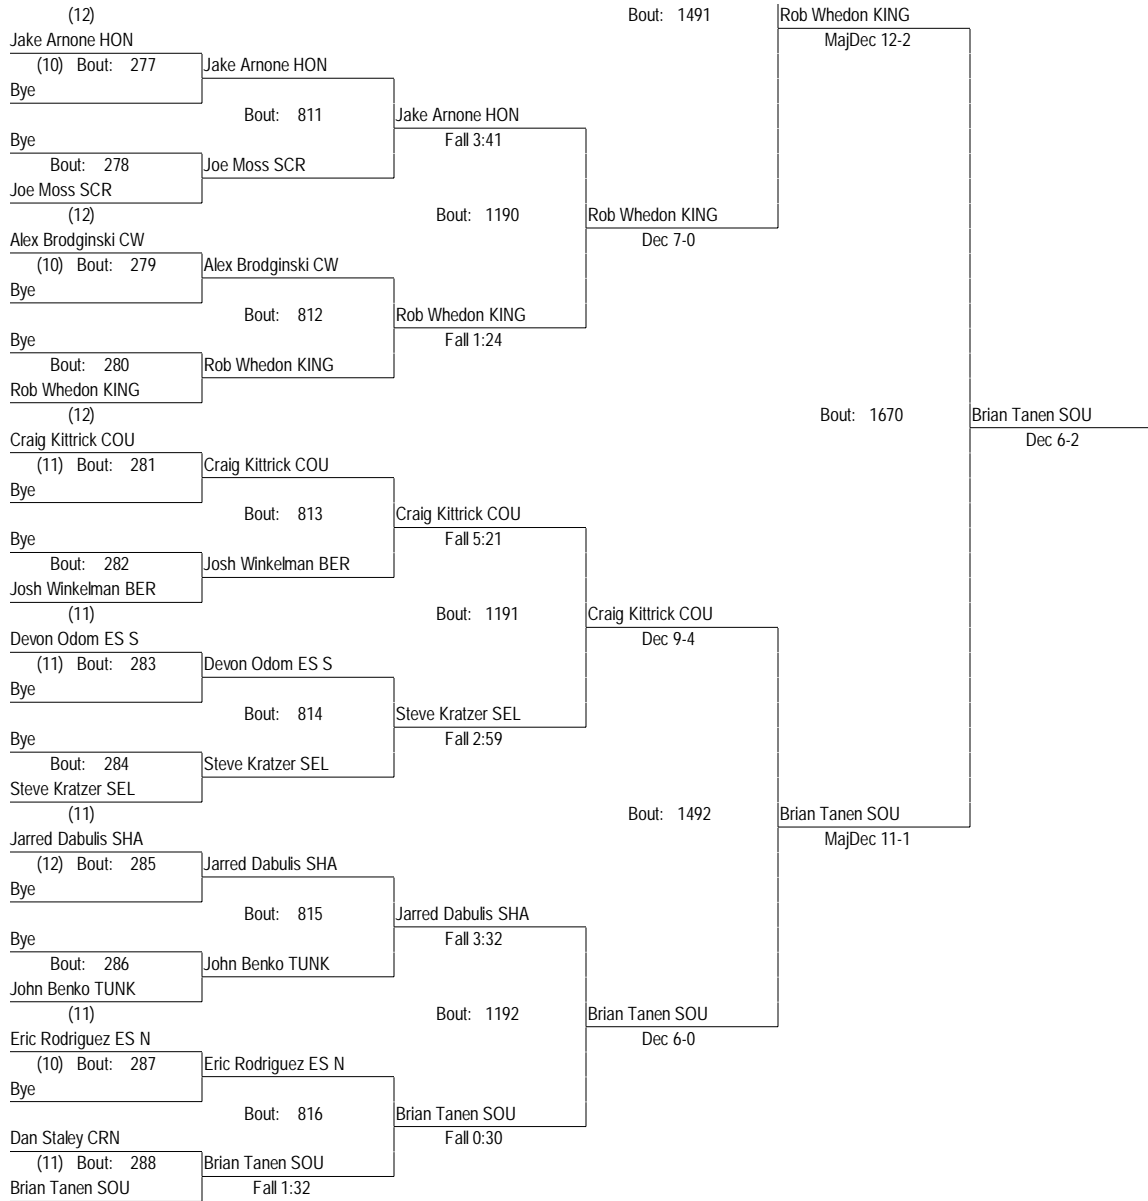 (12)
Bout: 1491
Rob Whedon KING
Jake Arnone HON
MajDec 12-2
(10) Bout: 277
Jake Arnone HON
Bye
Bout: 811
Jake Arnone HON
Bye
Fall 3:41
Bout: 278
Joe Moss SCR
Joe Moss SCR
(12)
Bout: 1190
Rob Whedon KING
Alex Brodginski CW
Dec 7-0
(10) Bout: 279
Alex Brodginski CW
Bye
Bout: 812
Rob Whedon KING
Bye
Fall 1:24
Bout: 280
Rob Whedon KING
Rob Whedon KING
(12)
Bout: 1670
Brian Tanen SOU
Craig Kittrick COU
Dec 6-2
(11) Bout: 281
Craig Kittrick COU
Bye
Bout: 813
Craig Kittrick COU
Bye
Fall 5:21
Bout: 282
Josh Winkelman BER
Josh Winkelman BER
(11)
Bout: 1191
Craig Kittrick COU
Devon Odom ES S
Dec 9-4
(11) Bout: 283
Devon Odom ES S
Bye
Bout: 814
Steve Kratzer SEL
Bye
Fall 2:59
Bout: 284
Steve Kratzer SEL
Steve Kratzer SEL
(11)
Bout: 1492
Brian Tanen SOU
Jarred Dabulis SHA
MajDec 11-1
(12) Bout: 285
Jarred Dabulis SHA
Bye
Bout: 815
Jarred Dabulis SHA
Bye
Fall 3:32
Bout: 286
John Benko TUNK
John Benko TUNK
(11)
Bout: 1192
Brian Tanen SOU
Eric Rodriguez ES N
Dec 6-0
(10) Bout: 287
Eric Rodriguez ES N
Bye
Bout: 816
Brian Tanen SOU
Dan Staley CRN
Fall 0:30
(11) Bout: 288
Brian Tanen SOU
Brian Tanen SOU
Fall 1:32